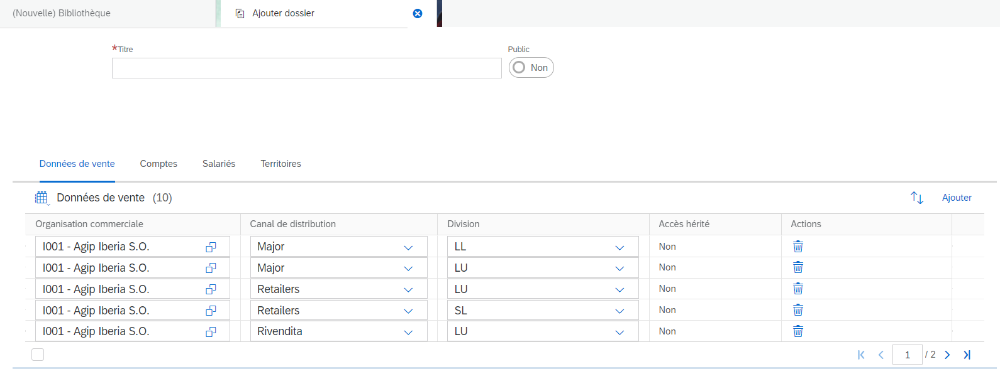 (Nouvelle) Bibliothèque Ajouter dossier
*Titre Public
Non
Données de vente Comptes Salariés Territoires
Données de vente (10) Ajouter
Organisation commerciale Canal de distribution Division Accès hérité Actions
I001 - Agip Iberia S.O. Major LL Non
I001 - Agip Iberia S.O. Major LU Non
I001 - Agip Iberia S.O. Retailers LU Non
I001 - Agip Iberia S.O. Retailers SL Non
I001 - Agip Iberia S.O. Rivendita LU Non
1 / 2